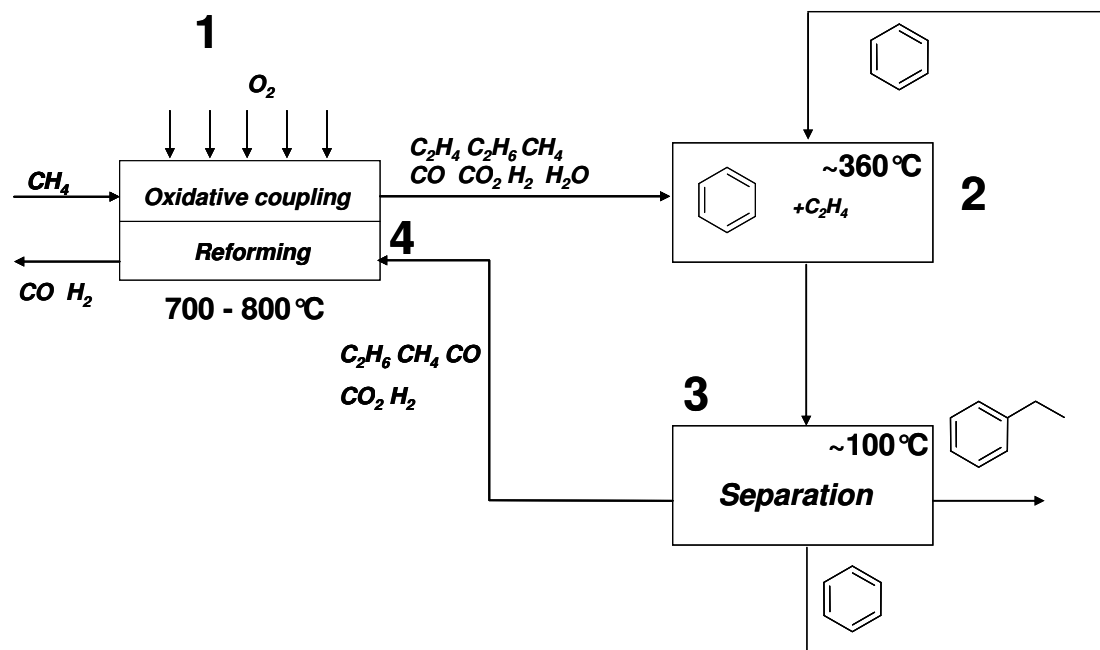 1
O2
C2H4 C2H6 CH4
CO CO2 H2 H2O
~360°C
CH4
Oxidative coupling
+C2H4
2
Reforming
4
CO H2
700 - 800°C
C2H6 CH4 CO
CO2 H2
3
~100°C
Separation